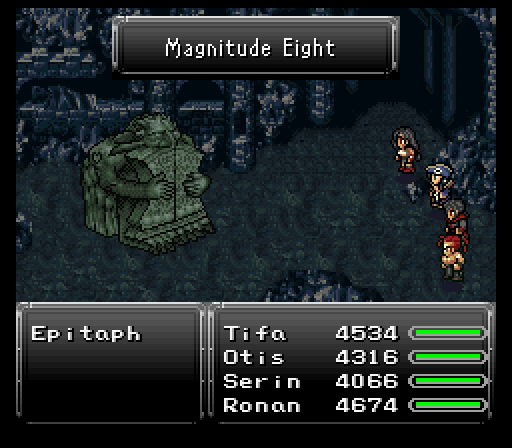 Magnitude Eight
Epitaph
Tifa 4534
Otis 4316
Serin 4066
Ronan 4674